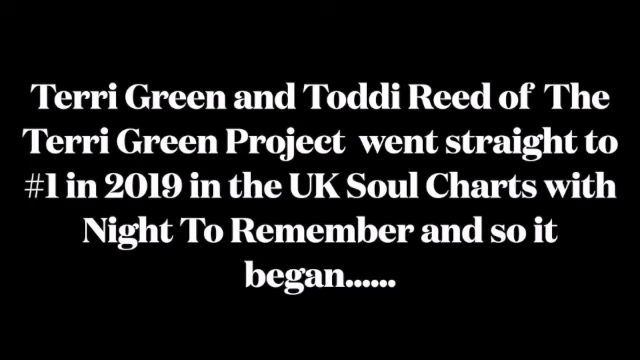 Terri Green and Toddi Reed of The
Terri Green Project went straight to
#1 in 2019 in the UK Soul Charts with
Night To Remember and so it
began......